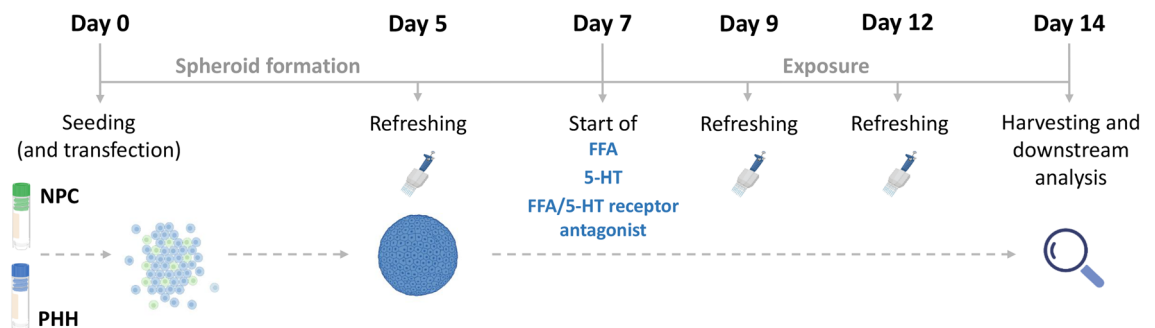 Day 0
Day 5
Day 7
Day 9
Day 12
Day 14
Spheroid formation
Exposure
Seeding
(and transfection)
Refreshing
Start of
FFA
5-HT
FFA/5-HT receptor
antagonist
Refreshing
Refreshing
Harvesting and
downstream
analysis
NPC
PHH